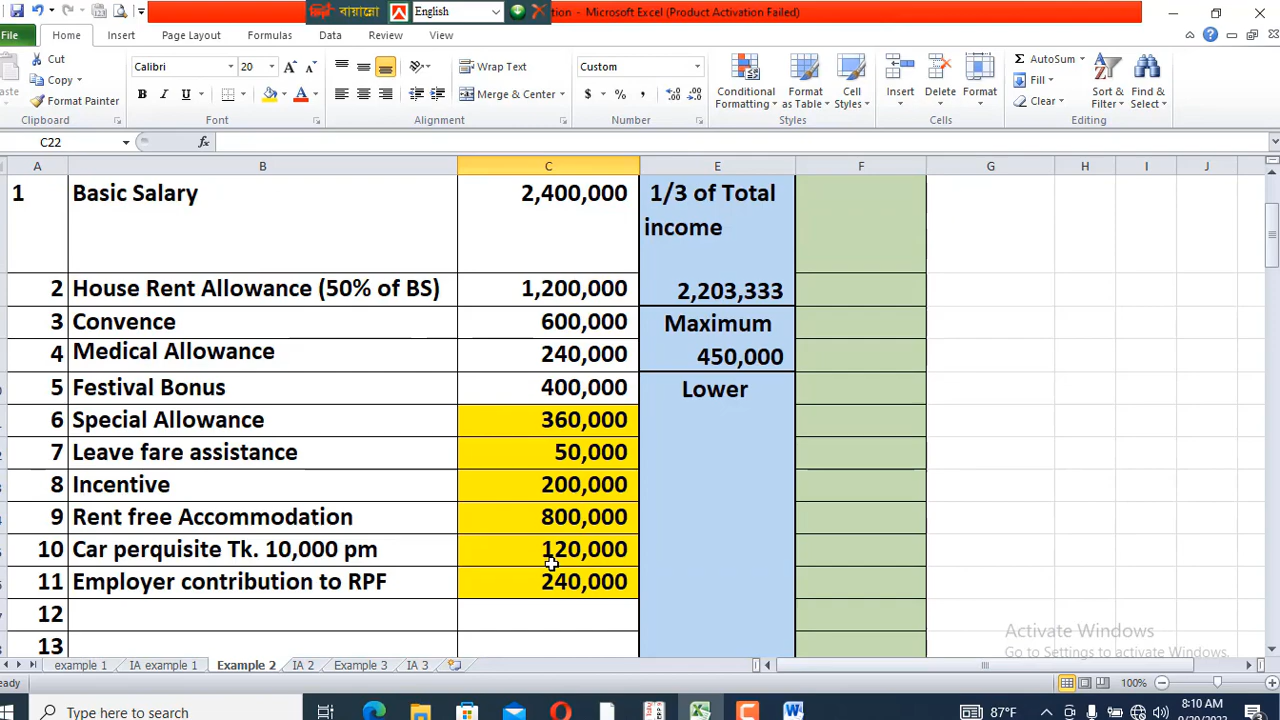 লিপি বায়ান্নো English tion - Microsoft Excel (Product Activation Failed)
File Home Insert Page Layout Formulas Data Review View
Cut
Copy
Format Painter
Clipboard
Calibri 20
B I U
Font
Wrap Text
Merge & Center
Alignment
Custom
$ % ,
Number
Conditional Formatting
Format as Table
Cell Styles
Styles
Insert Delete Format
Cells
AutoSum
Fill
Clear
Sort & Filter
Find & Select
Editing
C22 fx
A B C E F G H I J
1 Basic Salary 2,400,000 1/3 of Total
income
2 House Rent Allowance (50% of BS) 1,200,000 2,203,333
3 Convence 600,000 Maximum
4 Medical Allowance 240,000 450,000
5 Festival Bonus 400,000 Lower
6 Special Allowance 360,000
7 Leave fare assistance 50,000
8 Incentive 200,000
9 Rent free Accommodation 800,000
10 Car perquisite Tk. 10,000 pm 120,000
11 Employer contribution to RPF 240,000
12
13
Activate Windows
Go to Settings to activate Windows.
example 1 IA example 1 Example 2 IA 2 Example 3 IA 3
eady 100%
Type here to search 87°F 8:10 AM